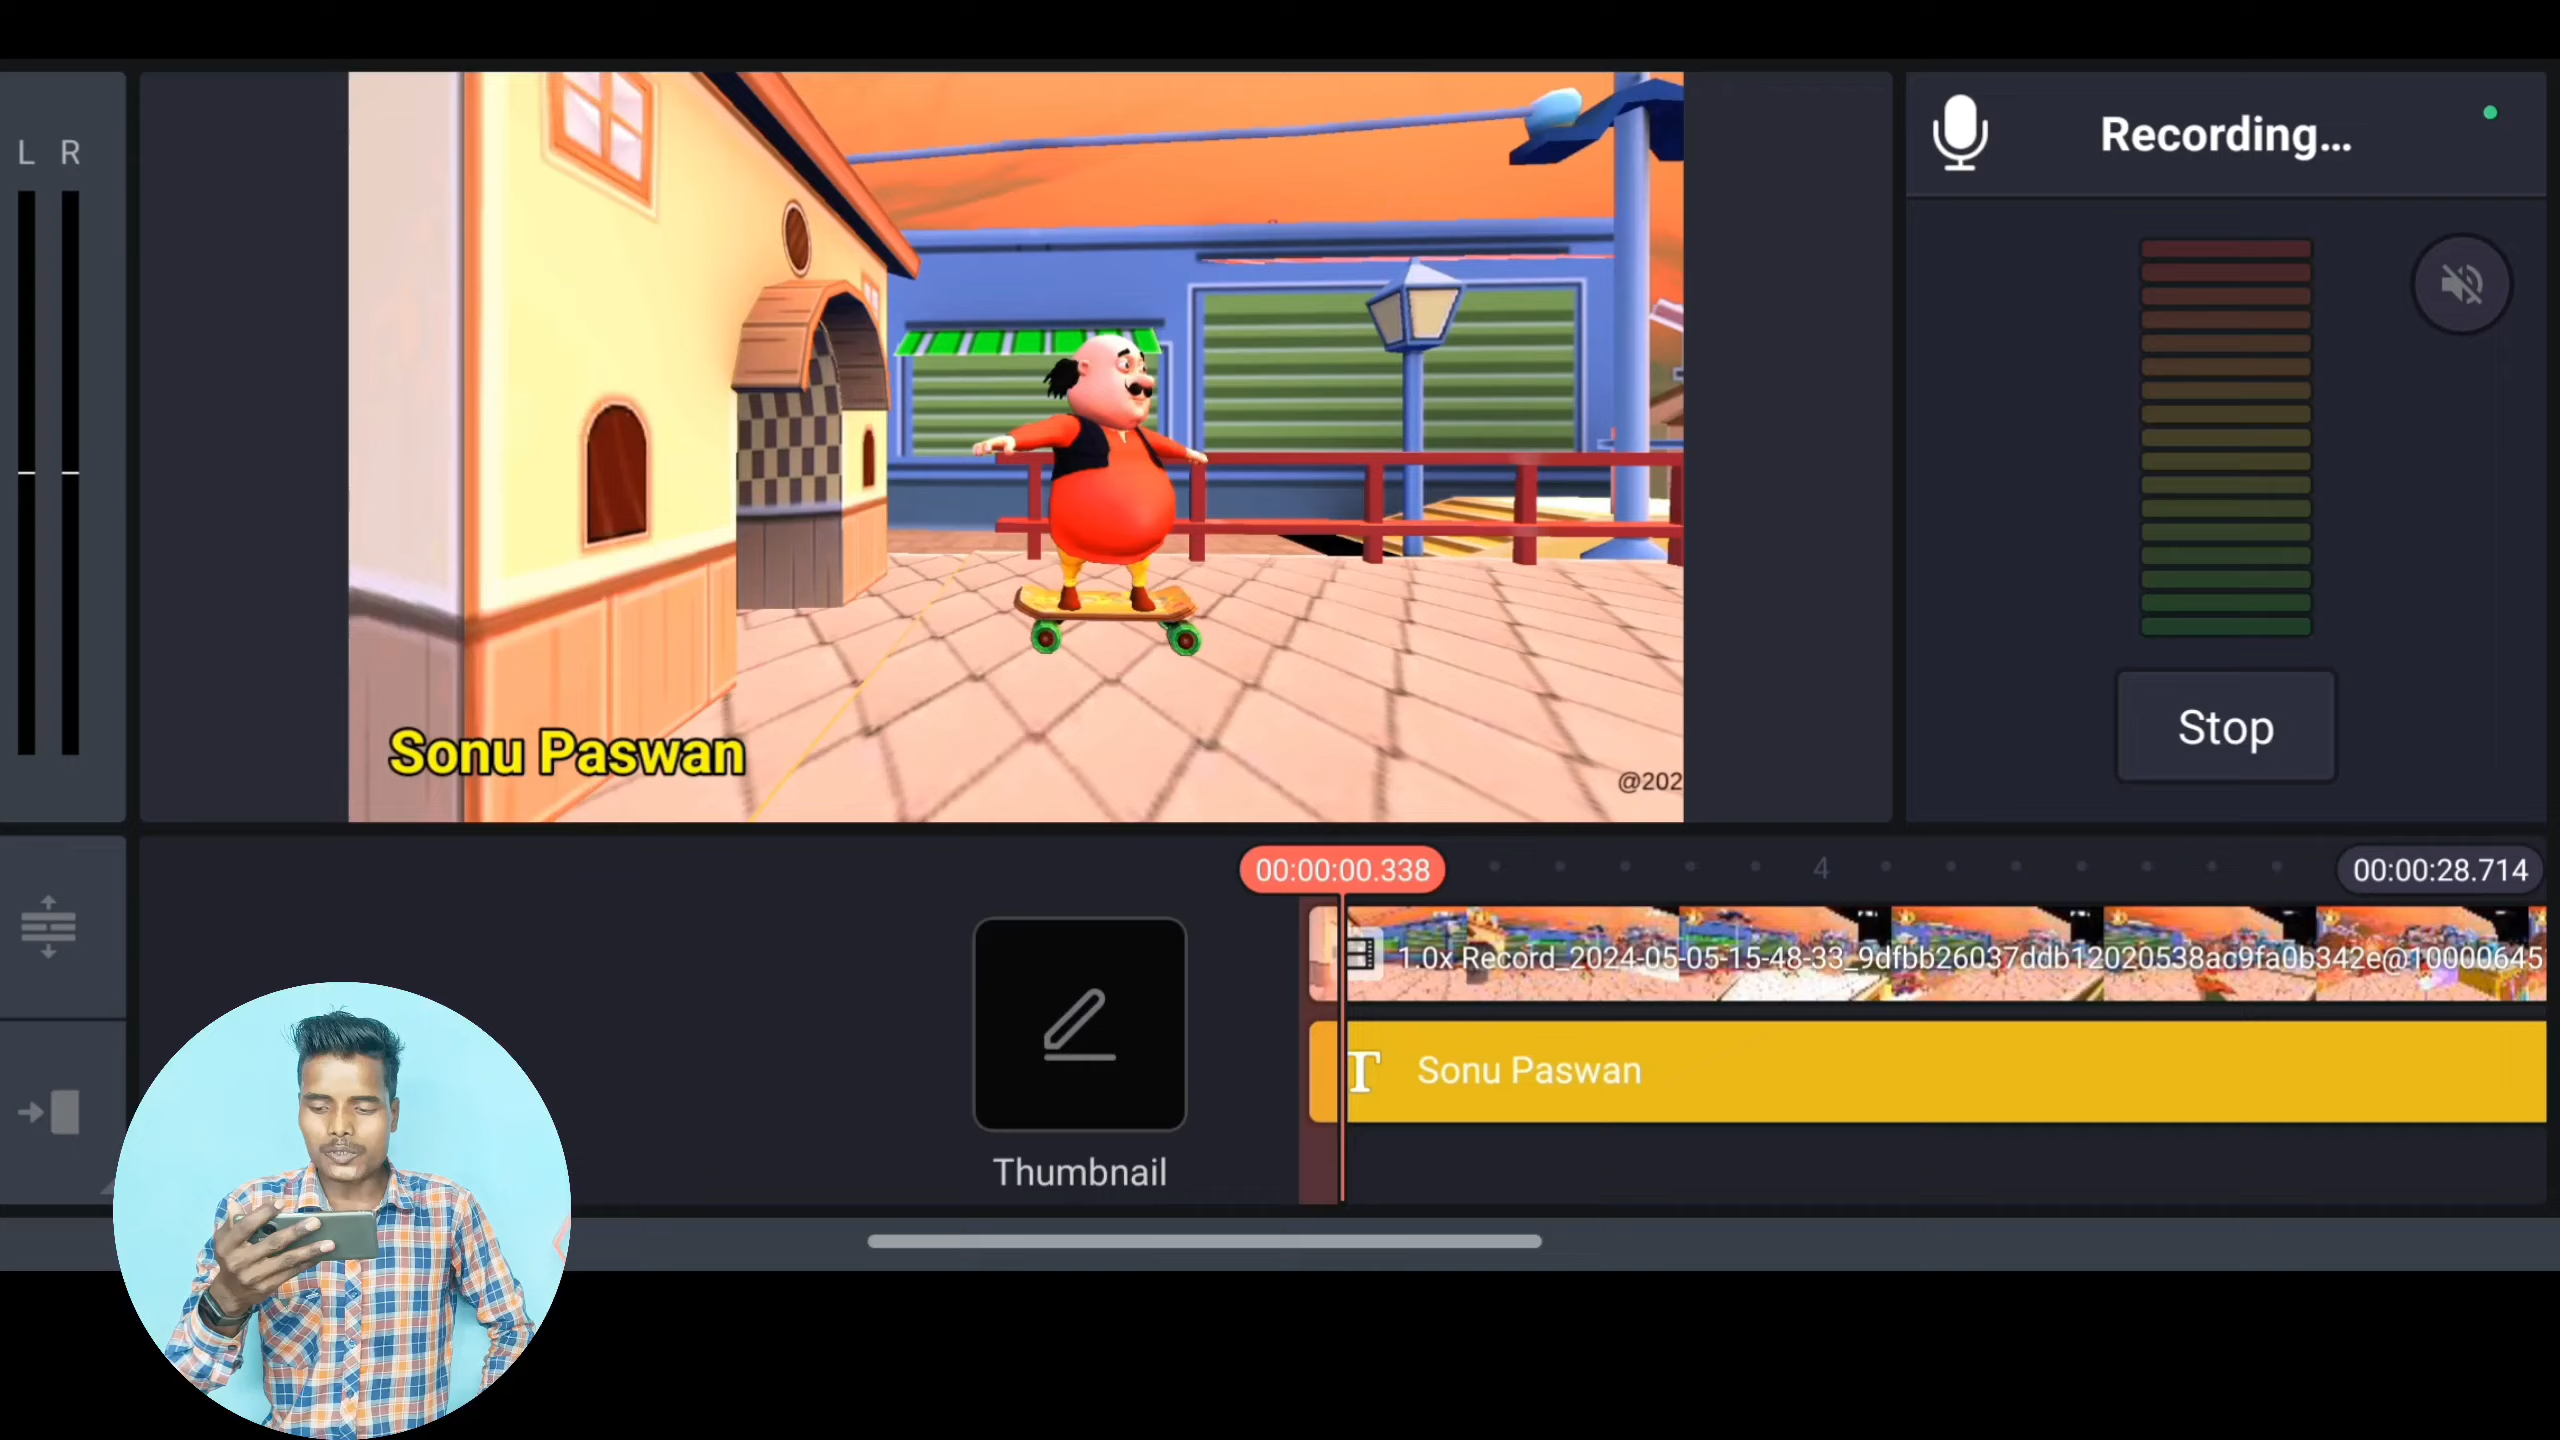 L R
Recording...
Sonu Paswan
@202
Stop
00:00:00.338
4
00:00:28.714
1.0x Record_2024-05-05-15-48-33_9dfbb26037ddb12020538ac9fa0b342e@10000645
T Sonu Paswan
Thumbnail